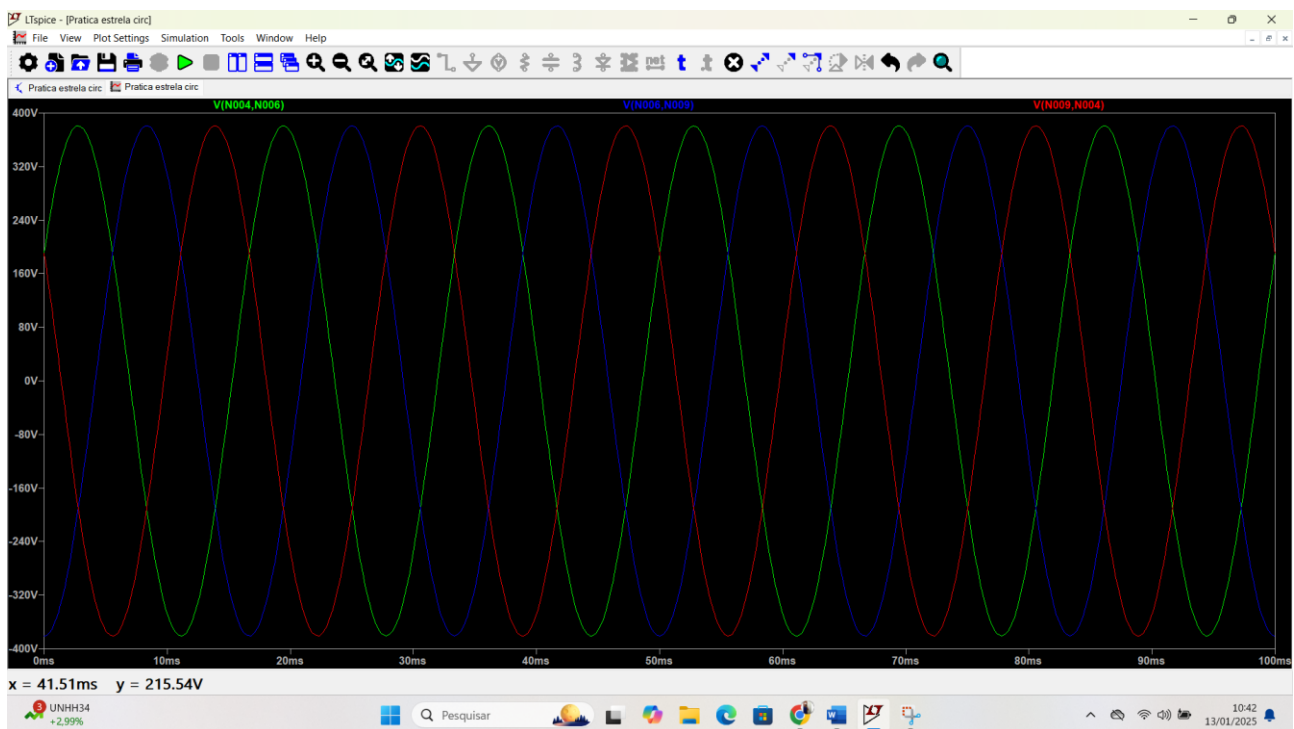 LTspice - [Pratica estrela circ]
File View Plot Settings Simulation Tools Window Help
Pratica estrela circ Pratica estrela circ
V(N004,N006) V(N006,N009) V(N009,N004)
400V
320V
240V
160V
80V
0V
-80V
-160V
-240V
-320V
-400V
0ms 10ms 20ms 30ms 40ms 50ms 60ms 70ms 80ms 90ms 100ms
x = 41.51ms y = 215.54V
3 UNHH34
+2,99%
Pesquisar
10:42
13/01/2025